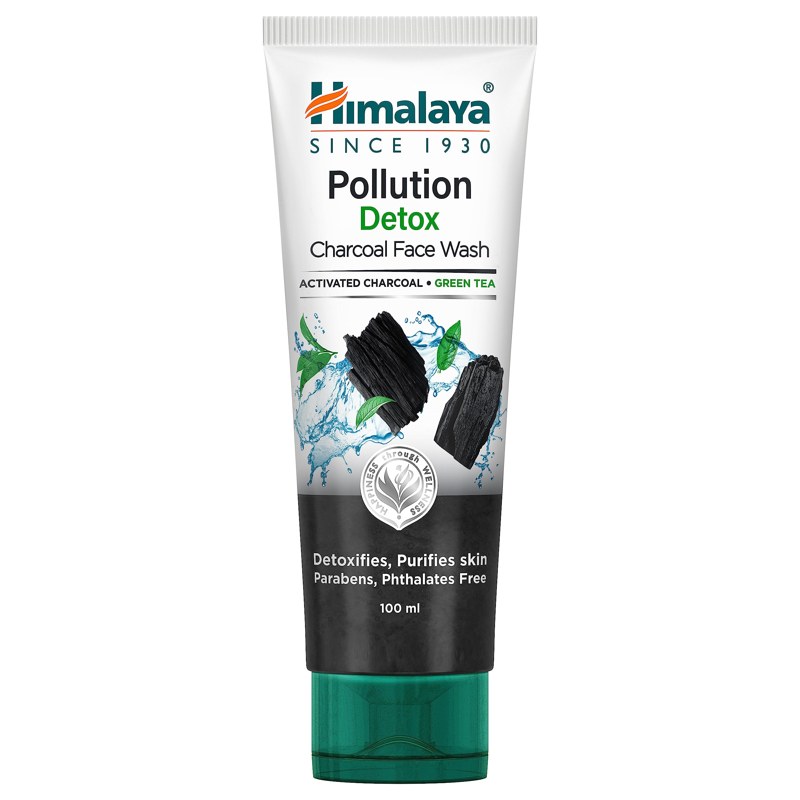 Himalaya®
SINCE 1930
Pollution
Detox
Charcoal Face Wash
ACTIVATED CHARCOAL • GREEN TEA
HAPPINESS through WELLNESS
Detoxifies, Purifies skin
Parabens, Phthalates Free
100 ml